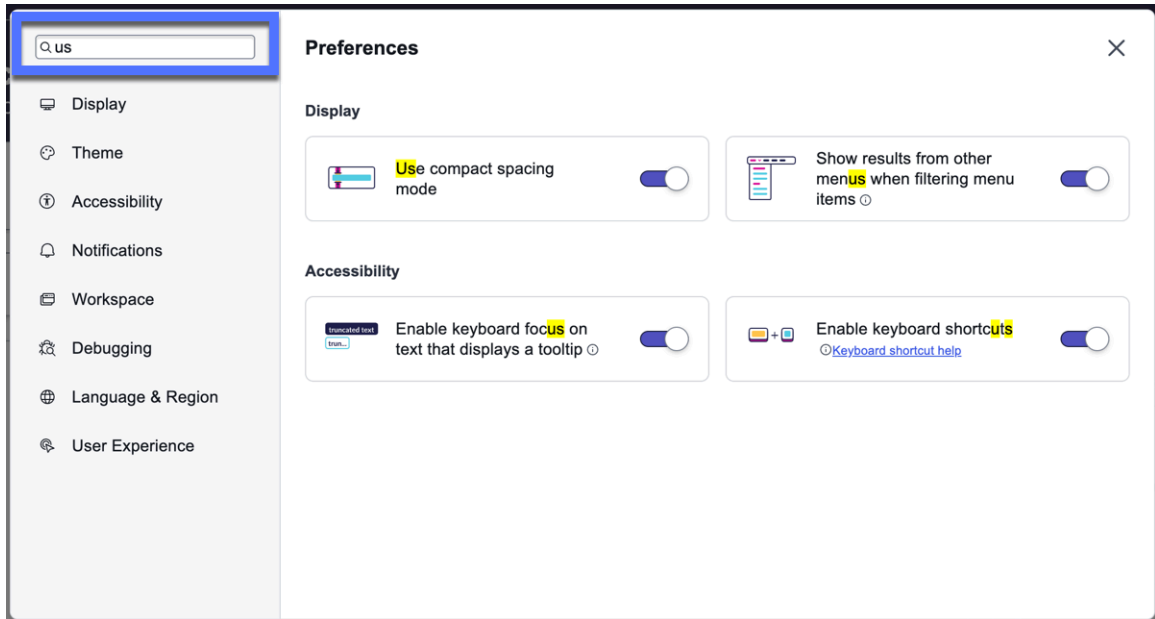 us
Display
Theme
Accessibility
Notifications
Workspace
Debugging
Language & Region
User Experience
Preferences
Display
Use compact spacing
mode
Show results from other
menus when filtering menu
items
Accessibility
truncated text
trun...
Enable keyboard focus on
text that displays a tooltip
Enable keyboard shortcuts
Keyboard shortcut help